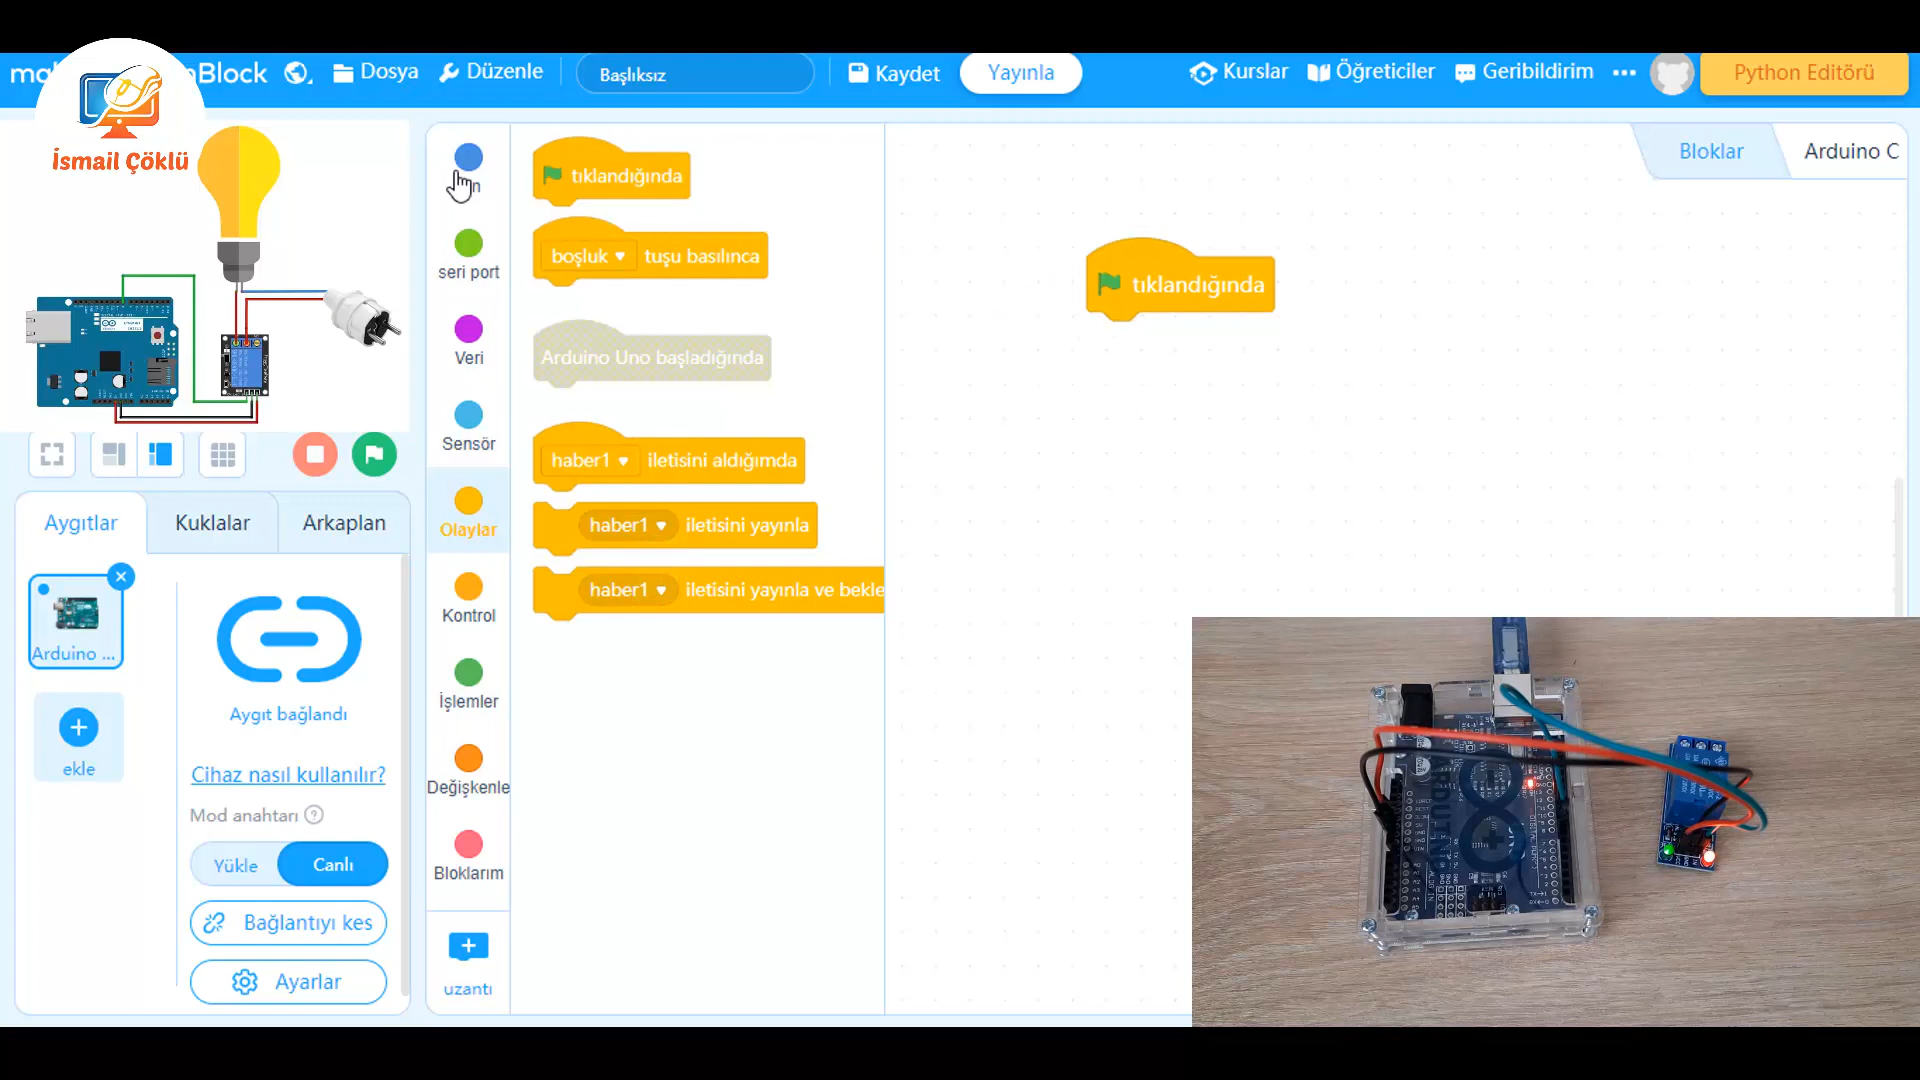 Block
Dosya
Düzenle
Başlıksız
Kaydet
Yayınla
Kurslar
Öğreticiler
Geribildirim
Python Editörü
İsmail Çöklü
seri port
Veri
Sensör
Olaylar
Kontrol
İşlemler
Değişkenle
Bloklarım
uzantı
tıklandığında
boşluk tuşu basılınca
Arduino Uno başladığında
haber1 iletisini aldığımda
haber1 iletisini yayınla
haber1 iletisini yayınla ve bekle
Bloklar
Arduino C
tıklandığında
Aygıtlar
Kuklalar
Arkaplan
Arduino ...
ekle
Aygıt bağlandı
Cihaz nasıl kullanılır?
Mod anahtarı
Yükle
Canlı
Bağlantıyı kes
Ayarlar